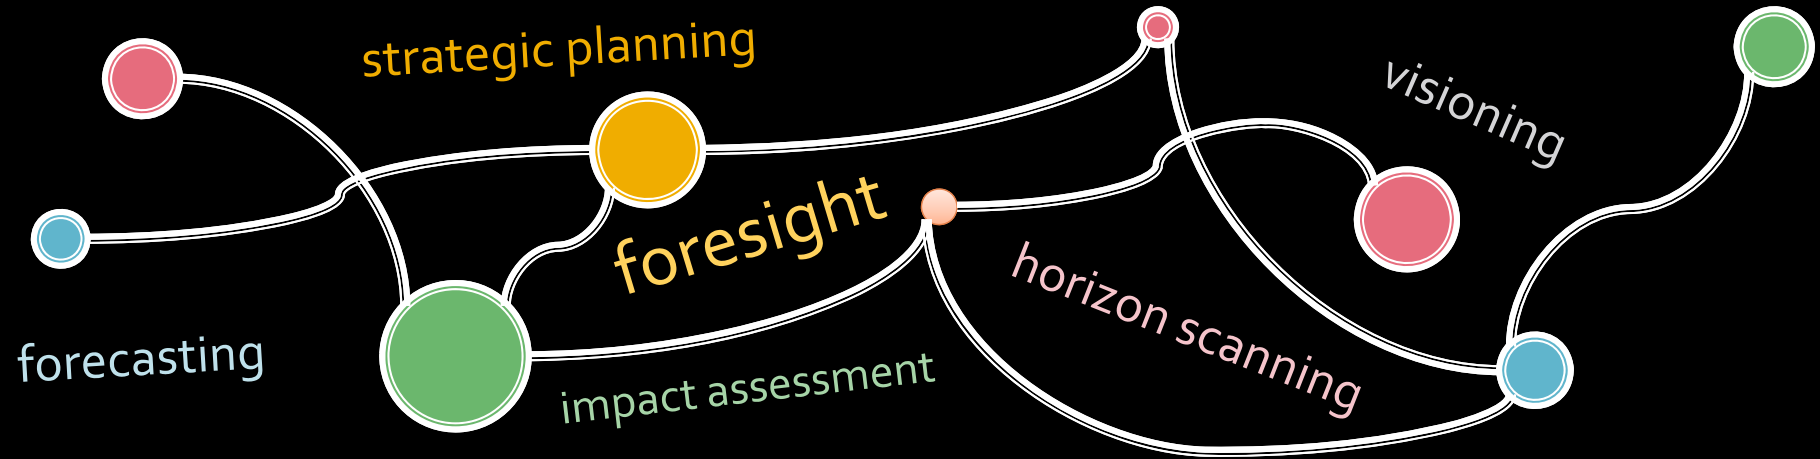 strategic planning
visioning
foresight
horizon scanning
forecasting
impact assessment